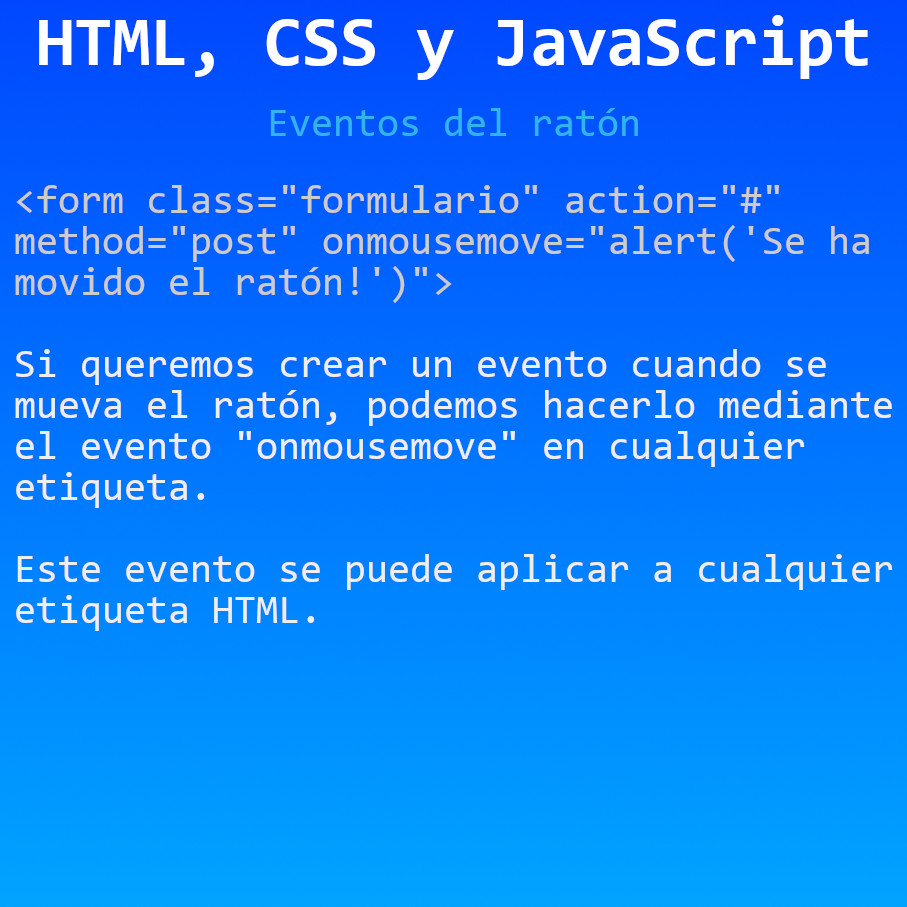 HTML, CSS y JavaScript
Eventos del ratón
<form class="formulario" action="#"
method="post" onmousemove="alert('Se ha
movido el ratón!')">
Si queremos crear un evento cuando se
mueva el ratón, podemos hacerlo mediante
el evento "onmousemove" en cualquier
etiqueta.
Este evento se puede aplicar a cualquier
etiqueta HTML.